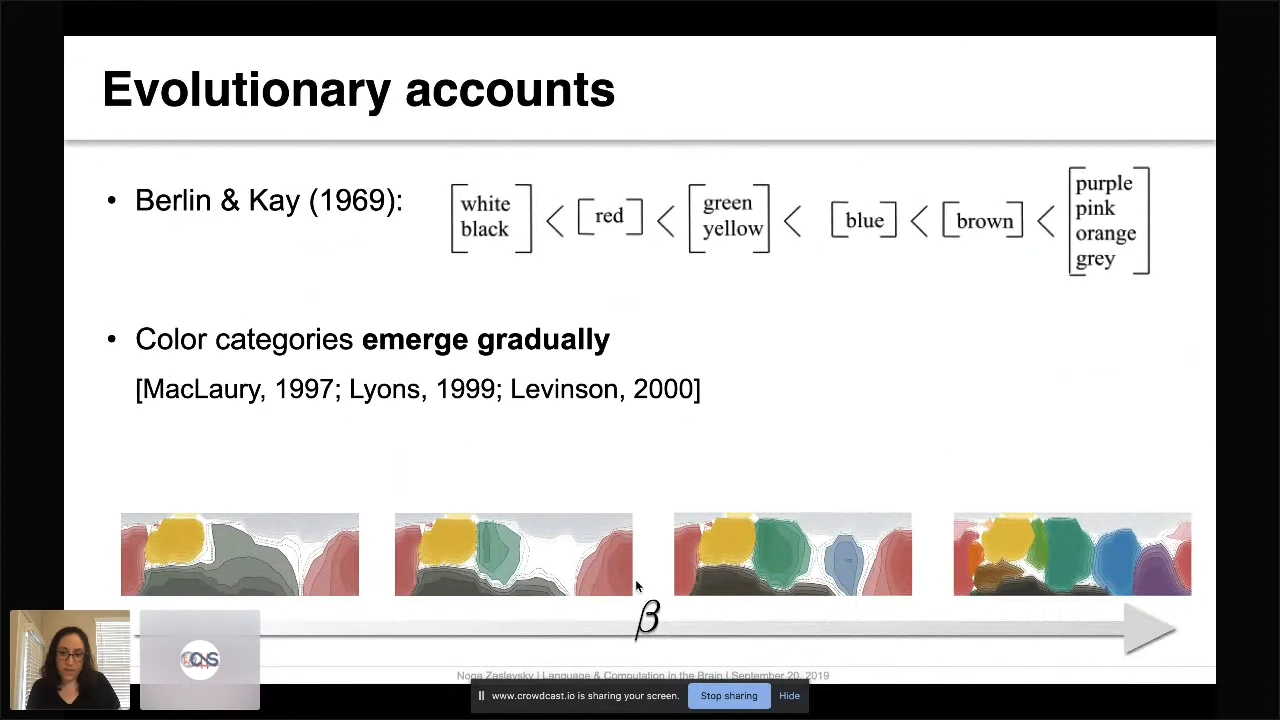 Evolutionary accounts
• Berlin & Kay (1969):
[white black] < [red] < [green yellow] < [blue] < [brown] < [purple pink orange grey]
• Color categories emerge gradually
[MacLaury, 1997; Lyons, 1999; Levinson, 2000]
β
Noga Zaslavsky | Language & Computation in the Brain | September 20, 2019
www.crowdcast.io is sharing your screen.
Stop sharing
Hide